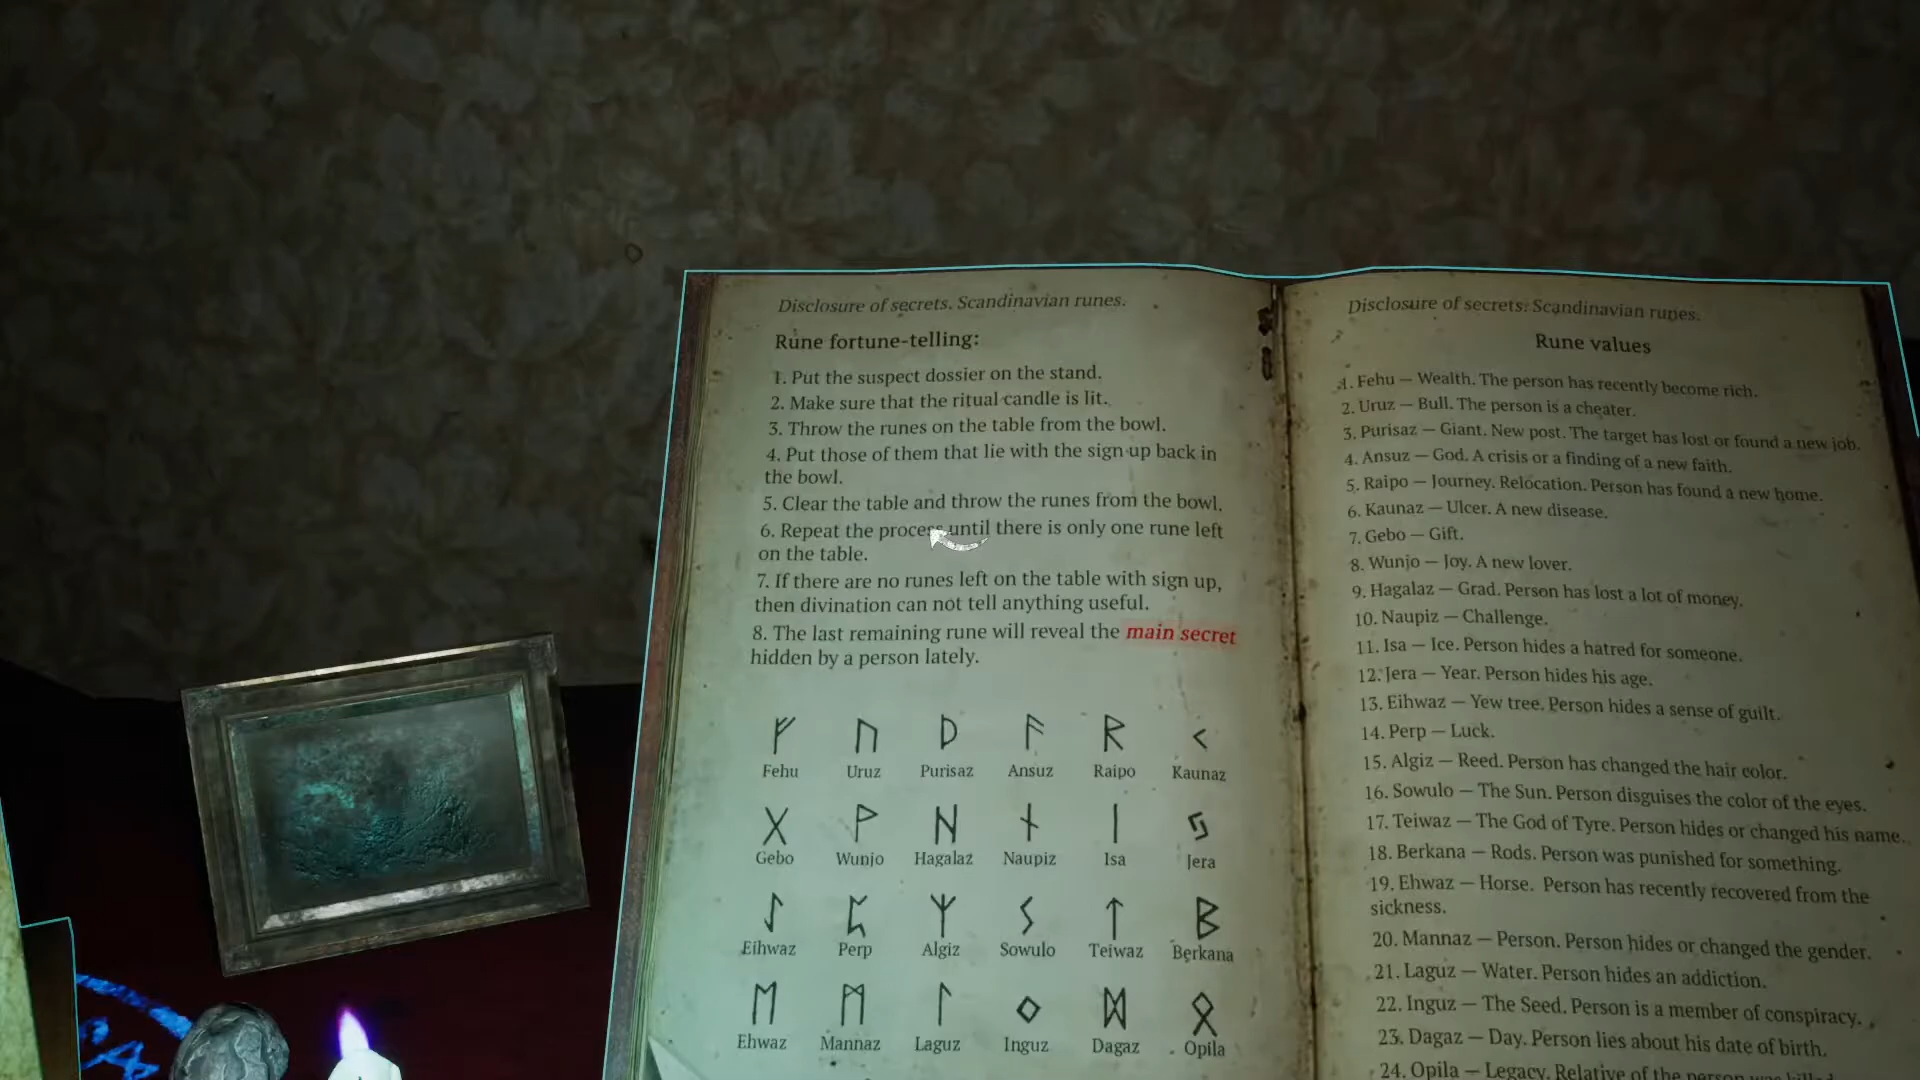 Disclosure of secrets. Scandinavian runes.
Rune fortune-telling:
1. Put the suspect dossier on the stand.
2. Make sure that the ritual candle is lit.
3. Throw the runes on the table from the bowl.
4. Put those of them that lie with the sign up back in
the bowl.
5. Clear the table and throw the runes from the bowl.
6. Repeat the process until there is only one rune left
on the table.
7. If there are no runes left on the table with sign up,
then divination can not tell anything useful.
8. The last remaining rune will reveal the main secret
hidden by a person lately.
Fehu Uruz Purisaz Ansuz Raipo Kaunaz
Gebo Wunjo Hagalaz Naupiz Isa Jera
Eihwaz Perp Algiz Sowulo Teiwaz Berkana
Ehwaz Mannaz Laguz Inguz Dagaz Opila
Disclosure of secrets. Scandinavian runes.
Rune values
1. Fehu — Wealth. The person has recently become rich.
2. Uruz — Bull. The person is a cheater.
3. Purisaz — Giant. New post. The target has lost or found a new job.
4. Ansuz — God. A crisis or a finding of a new faith.
5. Raipo — Journey. Relocation. Person has found a new home.
6. Kaunaz — Ulcer. A new disease.
7. Gebo — Gift.
8. Wunjo — Joy. A new lover.
9. Hagalaz — Grad. Person has lost a lot of money.
10. Naupiz — Challenge.
11. Isa — Ice. Person hides a hatred for someone.
12. Jera — Year. Person hides his age.
13. Eihwaz — Yew tree. Person hides a sense of guilt.
14. Perp — Luck.
15. Algiz — Reed. Person has changed the hair color.
16. Sowulo — The Sun. Person disguises the color of the eyes.
17. Teiwaz — The God of Tyre. Person hides or changed his name.
18. Berkana — Rods. Person was punished for something.
19. Ehwaz — Horse. Person has recently recovered from the
sickness.
20. Mannaz — Person. Person hides or changed the gender.
21. Laguz — Water. Person hides an addiction.
22. Inguz — The Seed. Person is a member of conspiracy.
23. Dagaz — Day. Person lies about his date of birth.
24. Opila — Legacy. Relative of the person was